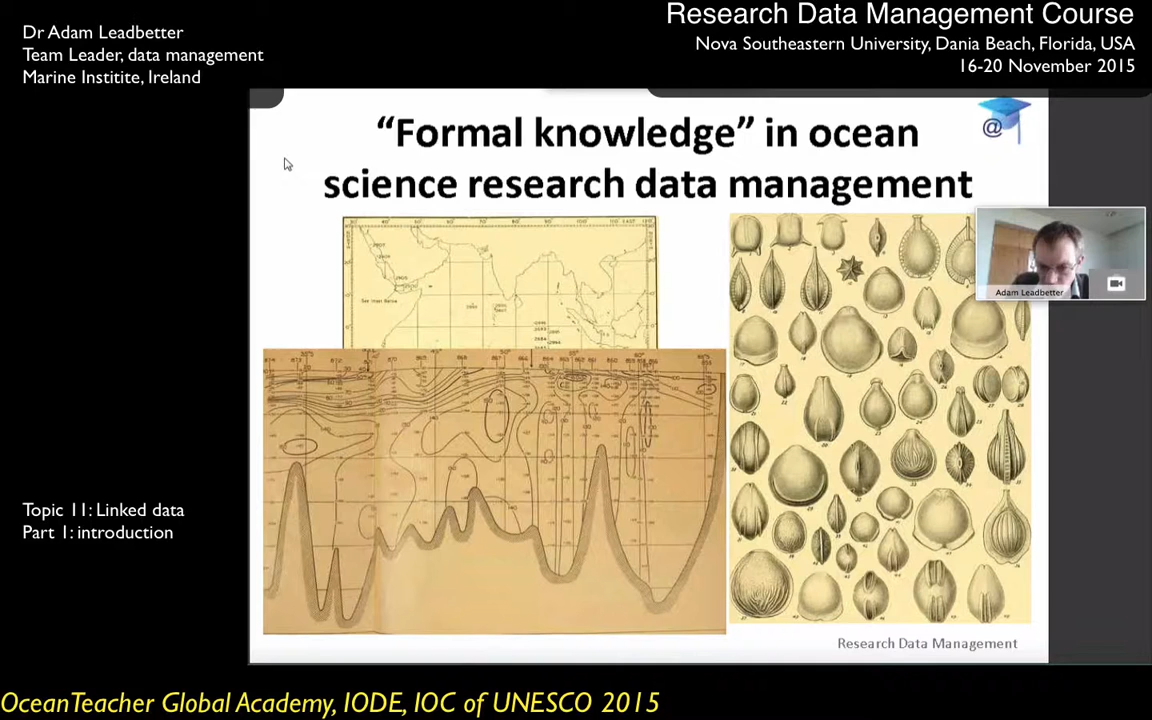 Dr Adam Leadbetter
Team Leader, data management
Marine Institite, Ireland
Research Data Management Course
Nova Southeastern University, Dania Beach, Florida, USA
16-20 November 2015
“Formal knowledge” in ocean
science research data management
@
Adam Leadbetter
Topic 11: Linked data
Part 1: introduction
Research Data Management
OceanTeacher Global Academy, IODE, IOC of UNESCO 2015